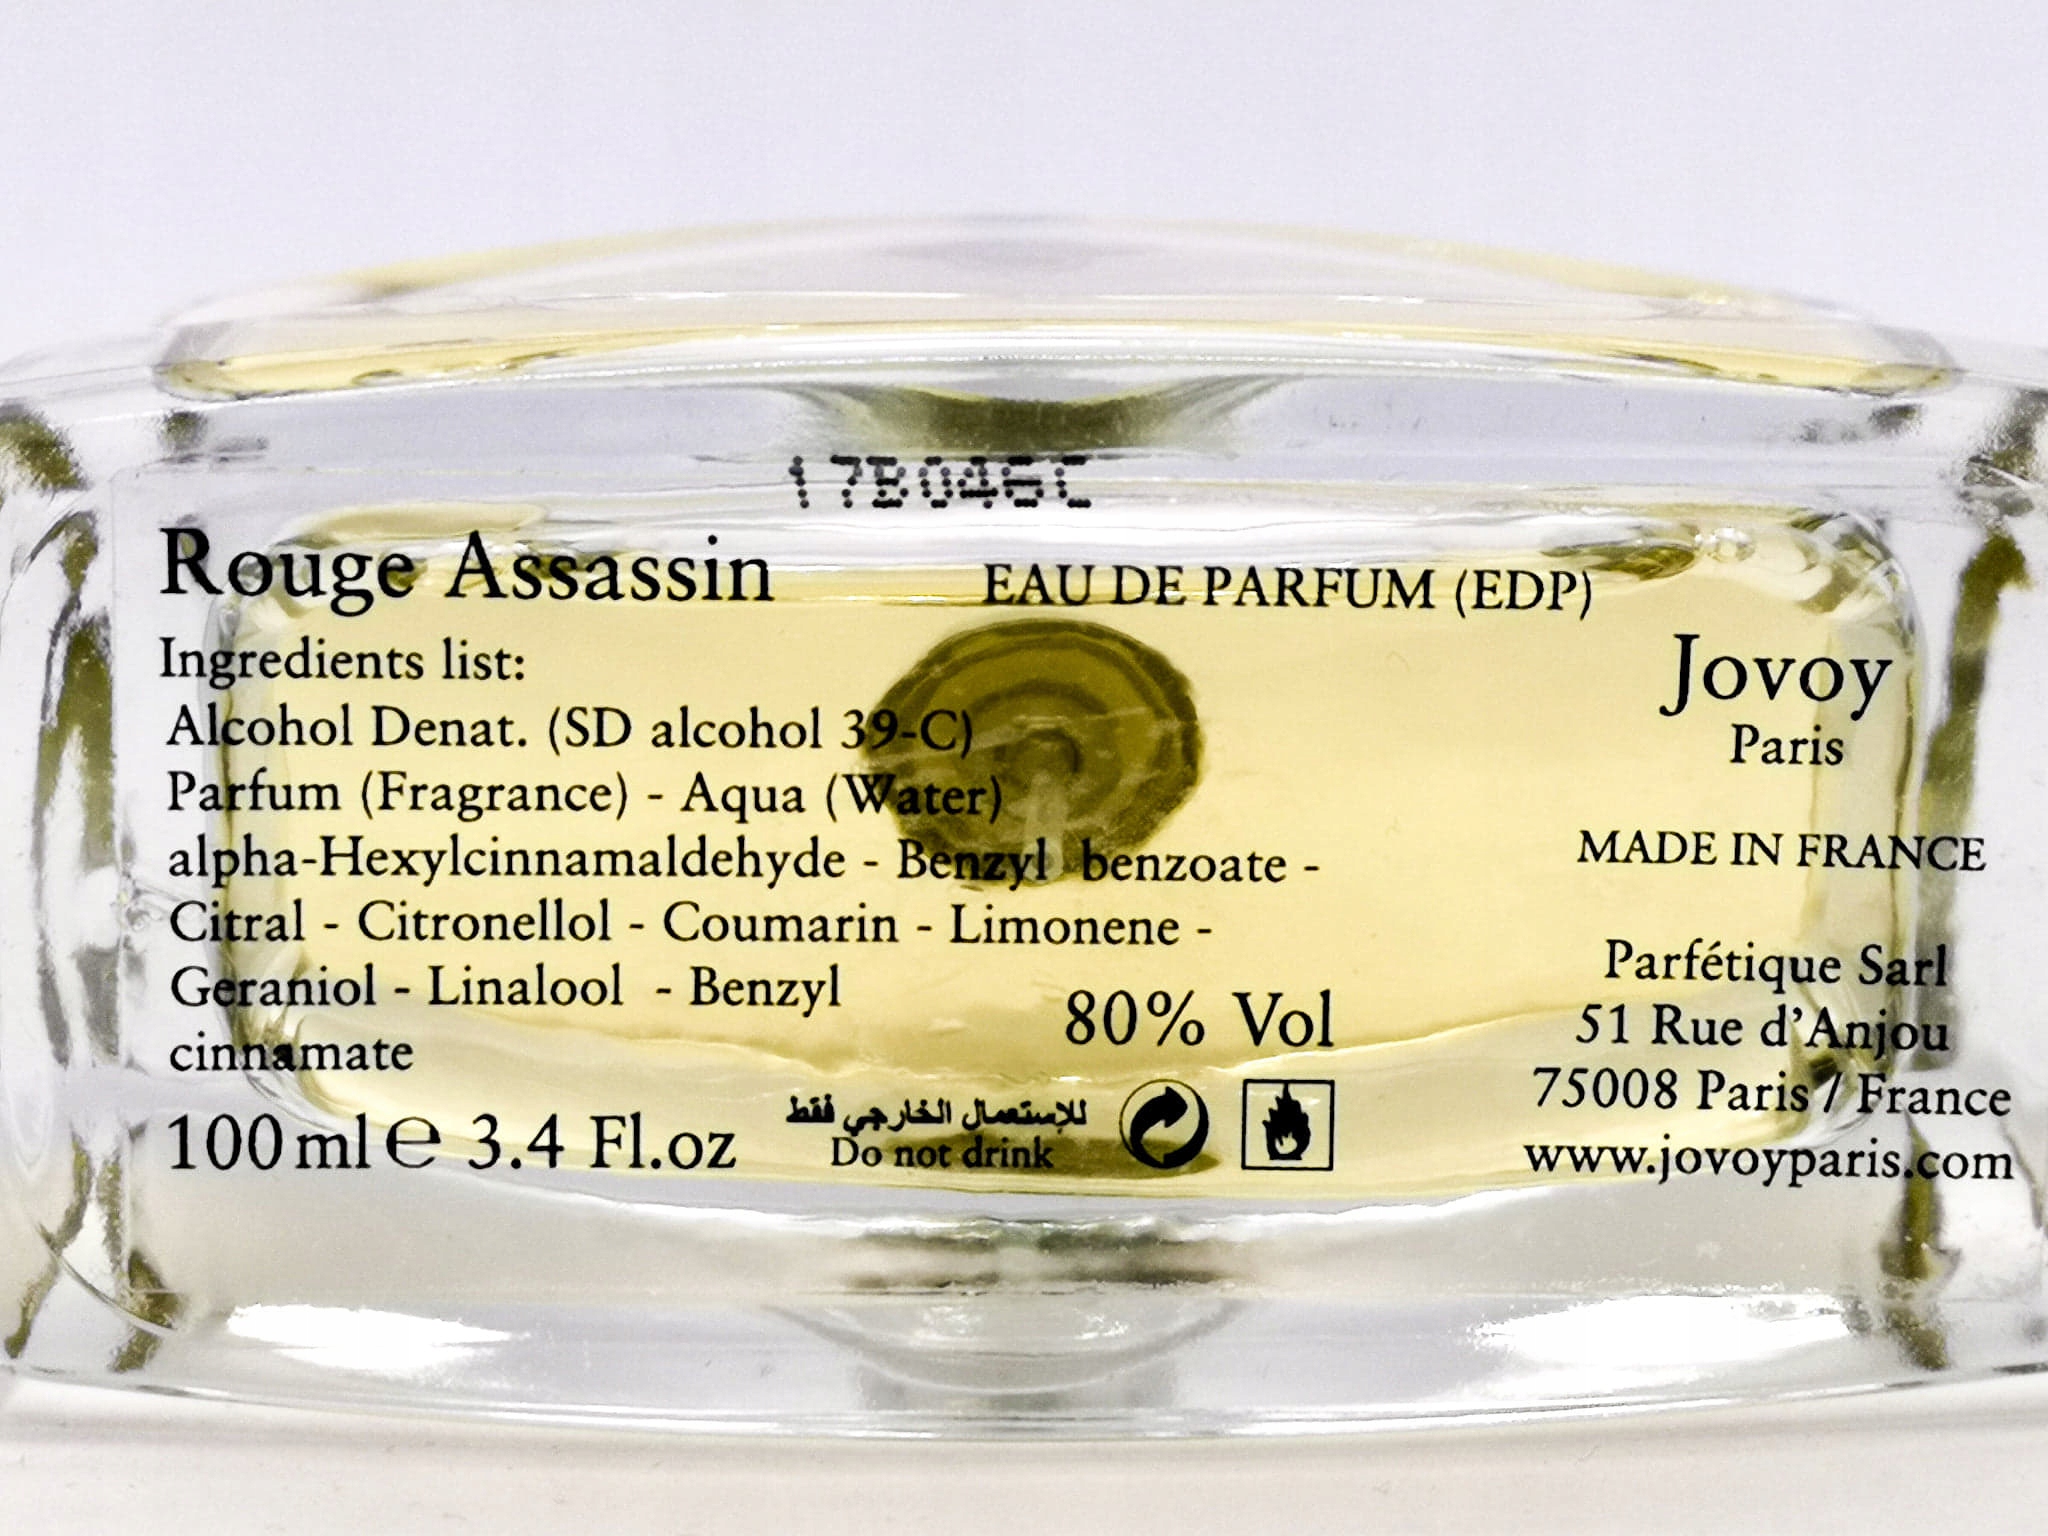 17B046C
Rouge Assassin
EAU DE PARFUM (EDP)
Ingredients list:
Alcohol Denat. (SD alcohol 39-C)
Parfum (Fragrance) - Aqua (Water)
alpha-Hexylcinnamaldehyde - Benzyl benzoate -
Citral - Citronellol - Coumarin - Limonene -
Geraniol - Linalool - Benzyl
cinnamate
80% Vol
100 ml ℮ 3.4 Fl.oz
للإستعمال الخارجي فقط
Do not drink
Jovoy
Paris
MADE IN FRANCE
Parfétique Sarl
51 Rue d’Anjou
75008 Paris / France
www.jovoyparis.com